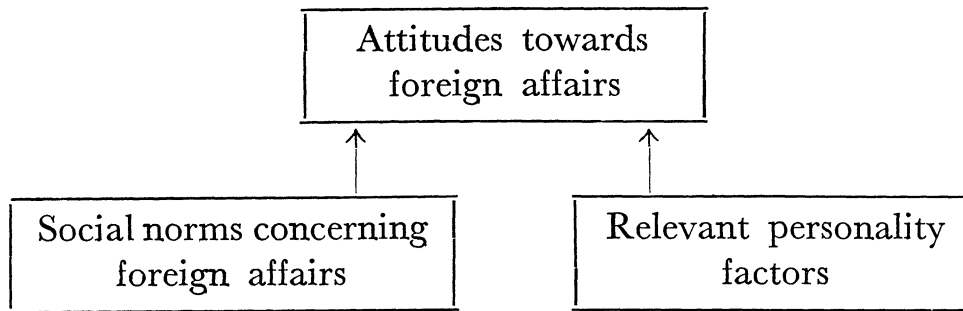 Attitudes towards
foreign affairs
Social norms concerning
foreign affairs
Relevant personality
factors